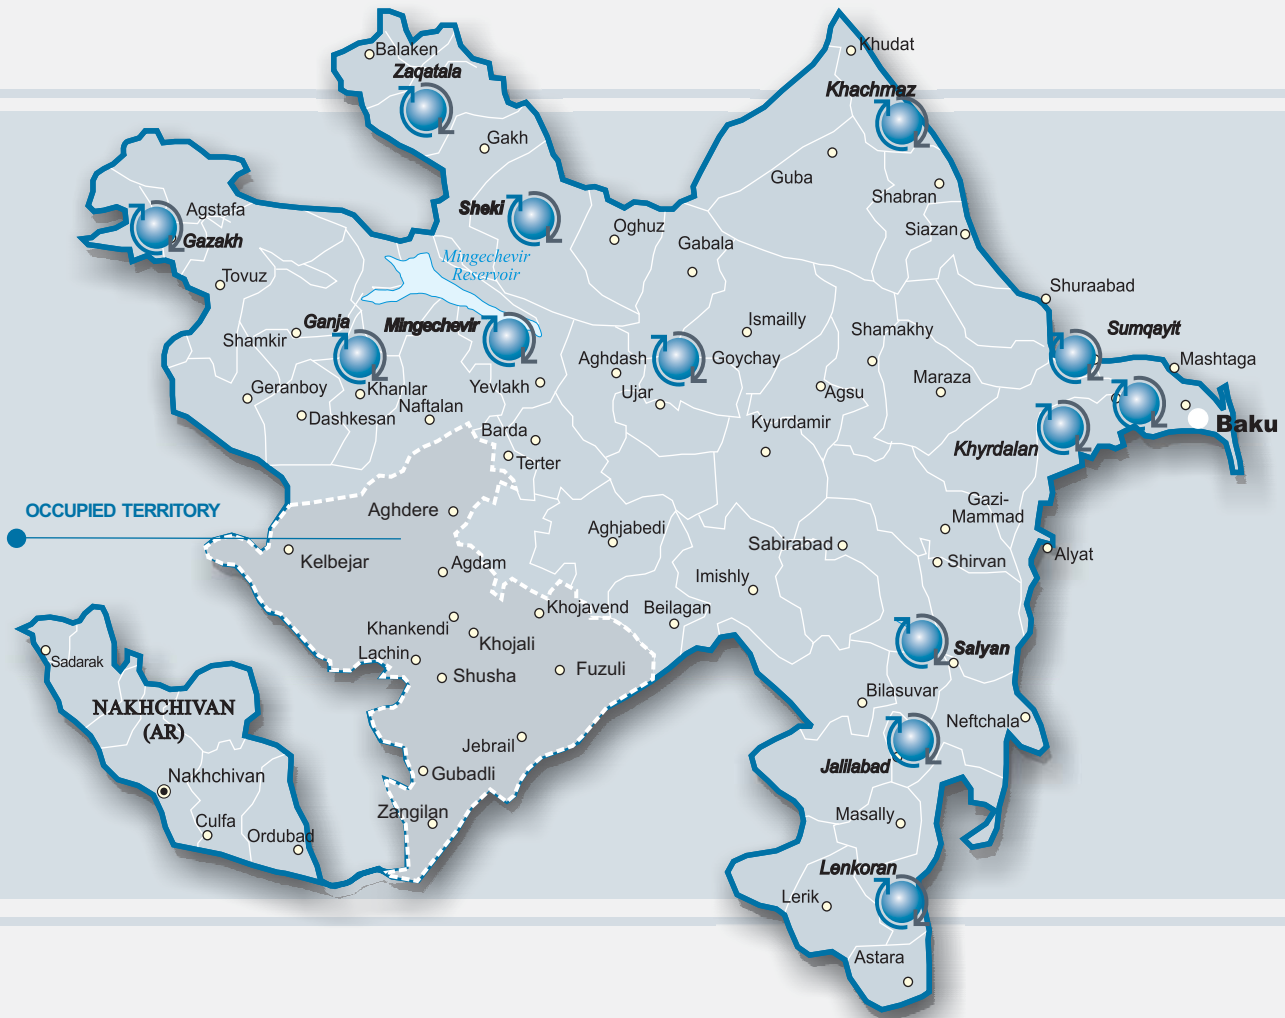 Balaken
Zaqatala
Khudat
Khachmaz
Gakh
Guba
Shabran
Agstafa
Sheki
Gazakh
Oghuz
Siazan
Gabala
Mingechevir
Reservoir
Tovuz
Shuraabad
Ganja
Mingechevir
Ismailly
Shamakhy
Sumqayit
Shamkir
Aghdash
Goychay
Mashtaga
Geranboy
Khanlar
Yevlakh
Ujar
Agsu
Maraza
Dashkesan
Naftalan
Barda
Kyurdamir
Baku
Terter
Khyrdalan
OCCUPIED TERRITORY
Aghdere
Gazi-
Mammad
Aghjabedi
Sabirabad
Kelbejar
Agdam
Shirvan
Alyat
Imishly
Khojavend
Beilagan
Khankendi
Khojali
Lachin
Salyan
Sadarak
Shusha
Fuzuli
Bilasuvar
NAKHCHIVAN
(AR)
Neftchala
Jebrail
Jalilabad
Nakhchivan
Gubadli
Zangilan
Masally
Culfa
Ordubad
Lenkoran
Lerik
Astara